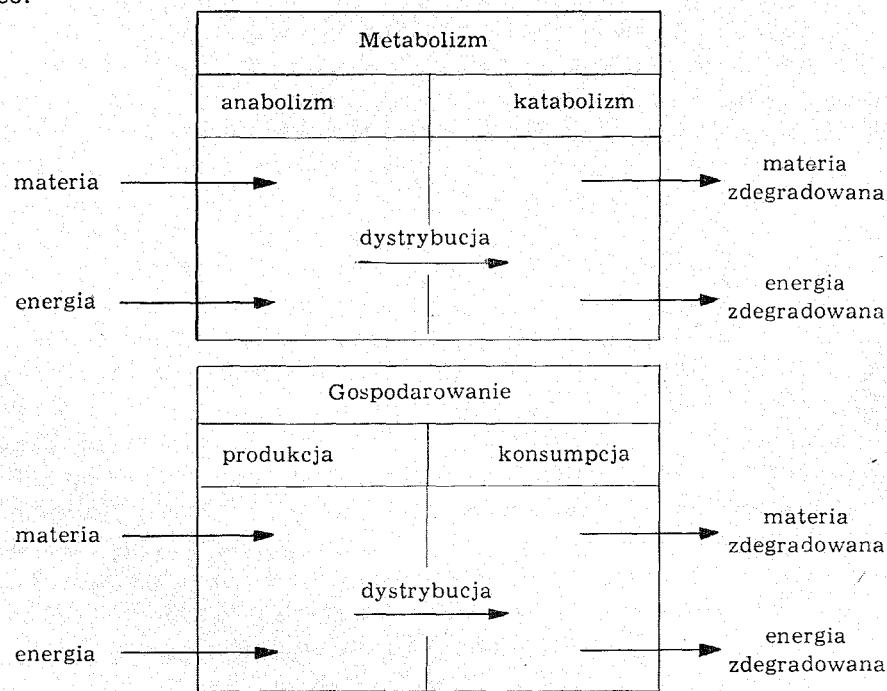 Metabolizm
anabolizm katabolizm
materia
materia
zdegradowana
dystrybucja
energia
energia
zdegradowana
Gospodarowanie
produkcja konsumpcja
materia
materia
zdegradowana
dystrybucja
energia
energia
zdegradowana